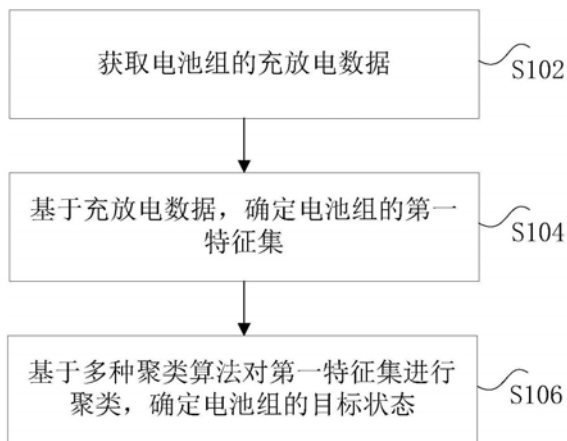 获取电池组的充放电数据
S102
基于充放电数据，确定电池组的第一
特征集
S104
基于多种聚类算法对第一特征集进行
聚类，确定电池组的目标状态
S106